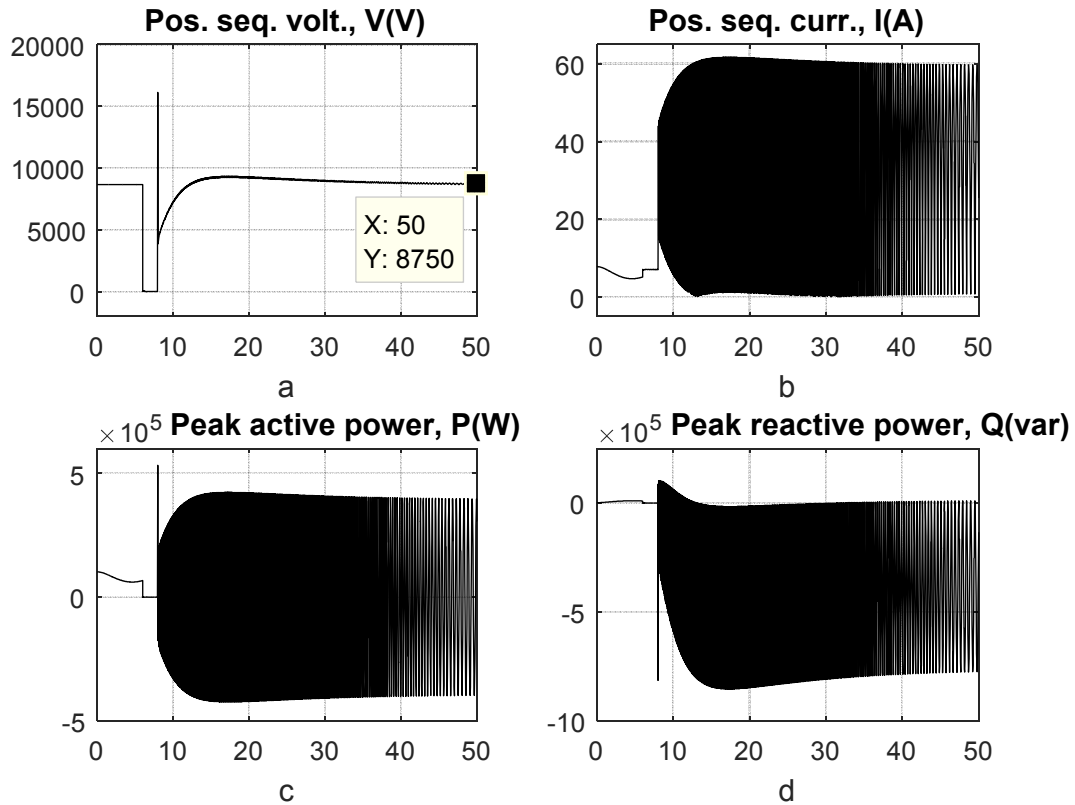 Pos. seq. volt., V(V)
20000
15000
10000
5000
0
X: 50
Y: 8750
0 10 20 30 40 50
a
Pos. seq. curr., I(A)
60
40
20
0
0 10 20 30 40 50
b
×10^5 Peak active power, P(W)
5
0
-5
0 10 20 30 40 50
c
×10^5 Peak reactive power, Q(var)
0
-5
-10
0 10 20 30 40 50
d